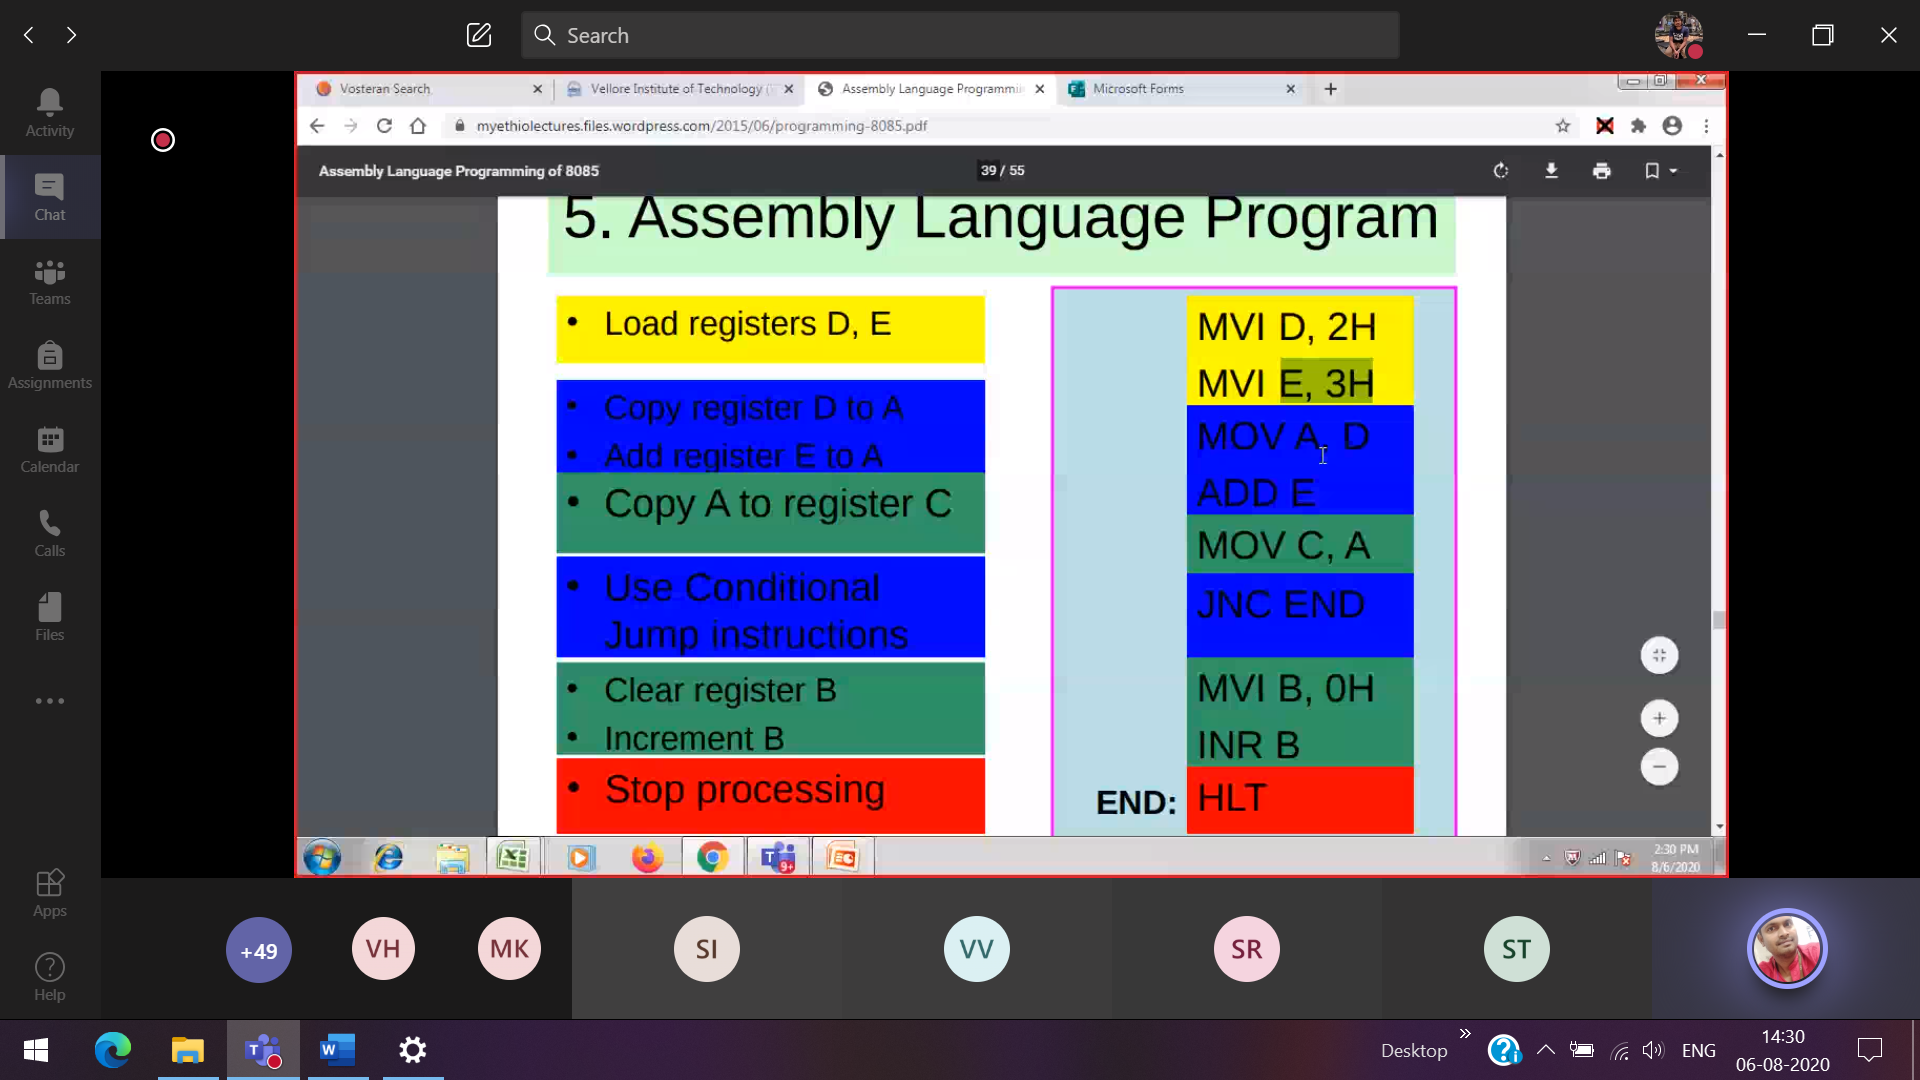 Search
Activity
Chat
Teams
Assignments
Calendar
Calls
Files
Apps
Help
Vosteran Search
Vellore Institute of Technology (
Assembly Language Programmi
Microsoft Forms
myethiolectures.files.wordpress.com/2015/06/programming-8085.pdf
Assembly Language Programming of 8085
39 / 55
5. Assembly Language Program
• Load registers D, E
• Copy register D to A
• Add register E to A
• Copy A to register C
• Use Conditional
Jump instructions
• Clear register B
• Increment B
• Stop processing
MVI D, 2H
MVI E, 3H
MOV A, D
ADD E
MOV C, A
JNC END
MVI B, 0H
INR B
END: HLT
9+
2:30 PM
8/6/2020
+49
VH
MK
SI
VV
SR
ST
Desktop
ENG
14:30
06-08-2020